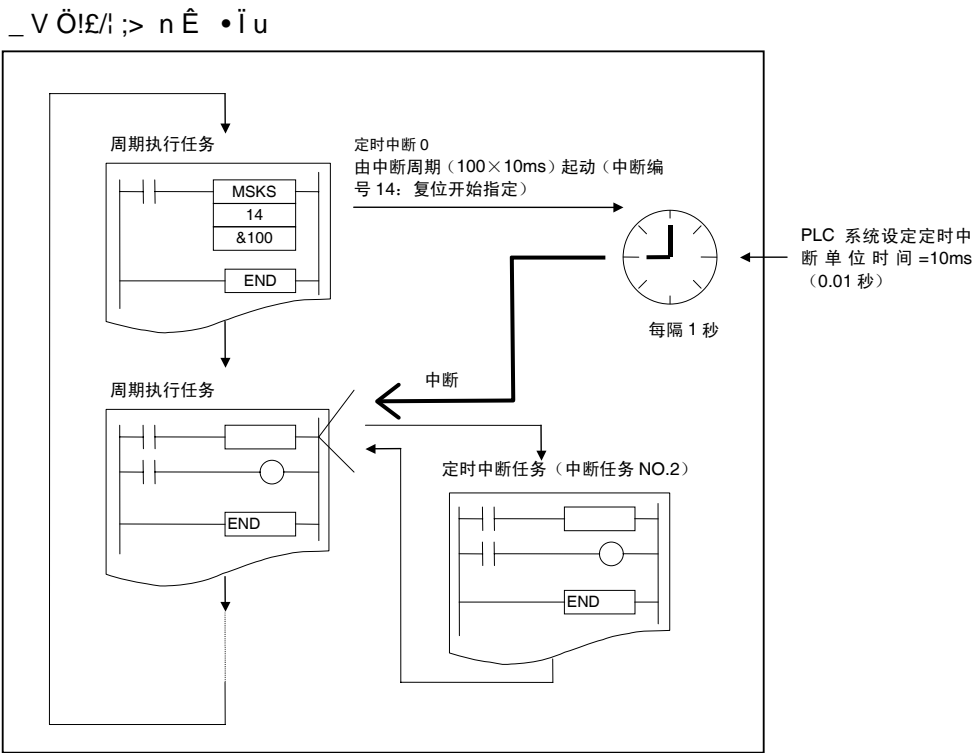 _ V Ö!£/¦ ;> n Ê •Ï u
周期执行任务
MSKS
14
&100
END
定时中断 0
由中断周期（100×10ms）起动（中断编
号 14：复位开始指定）
PLC 系统设定定时中
断单位时间=10ms
（0.01 秒）
每隔 1 秒
中断
周期执行任务
END
定时中断任务（中断任务 NO.2）
END